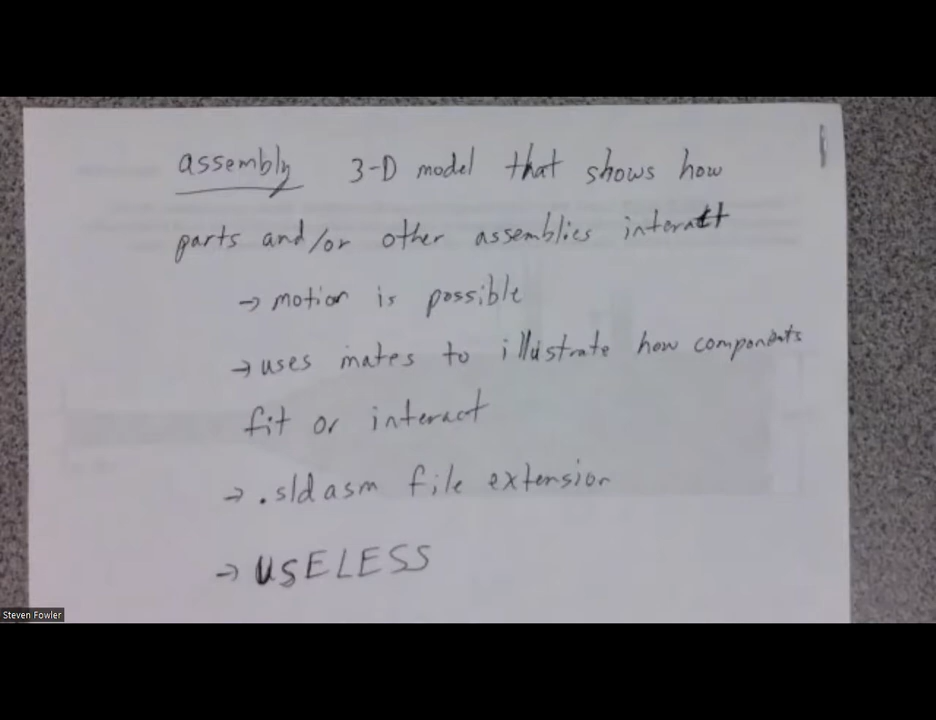 assembly 3-D model that shows how
parts and/or other assemblies interact
→ motion is possible
→ uses mates to illustrate how components
fit or interact
→ .sldasm file extension
→ USELESS
Steven Fowler